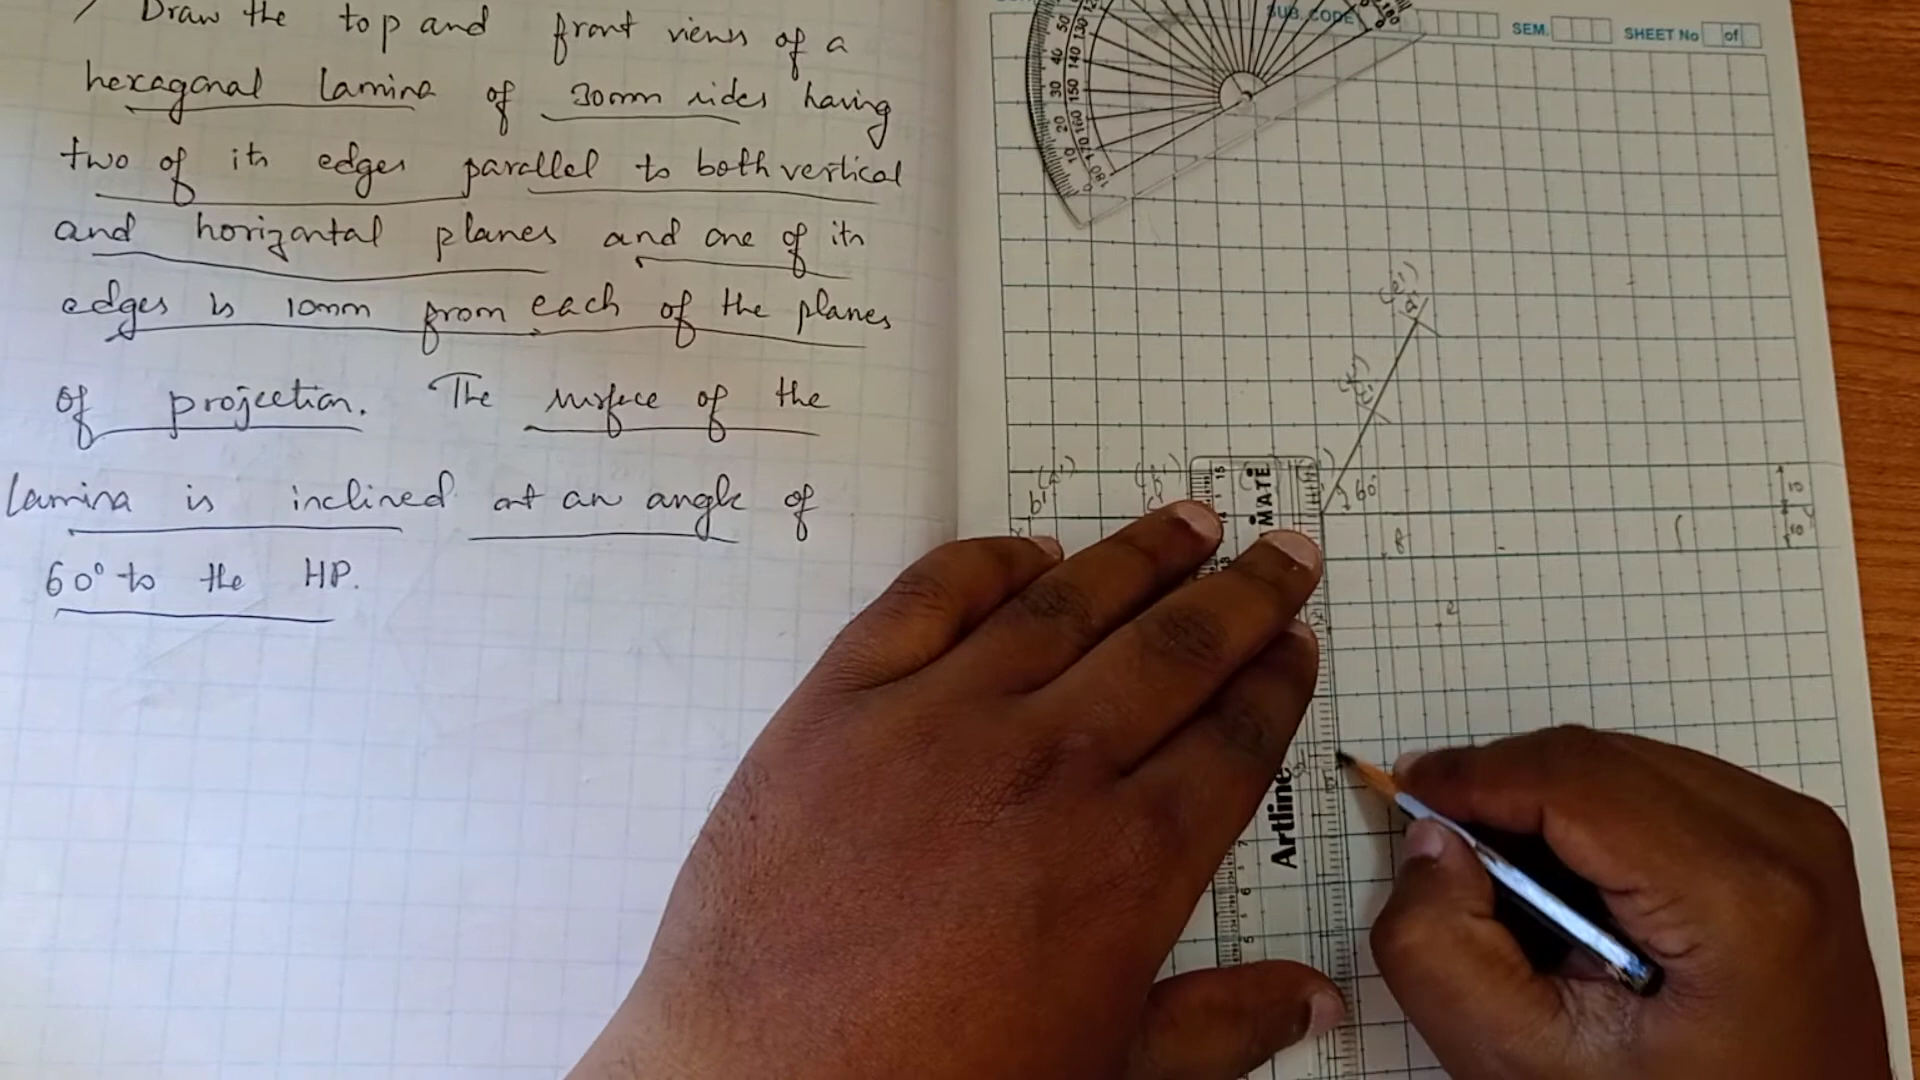 Draw the top and front views of a
hexagonal lamina of 30mm sides having
two of its edges parallel to both vertical
and horizontal planes and one of its
edges is 10mm from each of the planes
of projection. The surface of the
Lamina is inclined at an angle of
60° to the HP.
SUB. CODE
SEM.
SHEET No of
60°
10
10
MATE
Artline